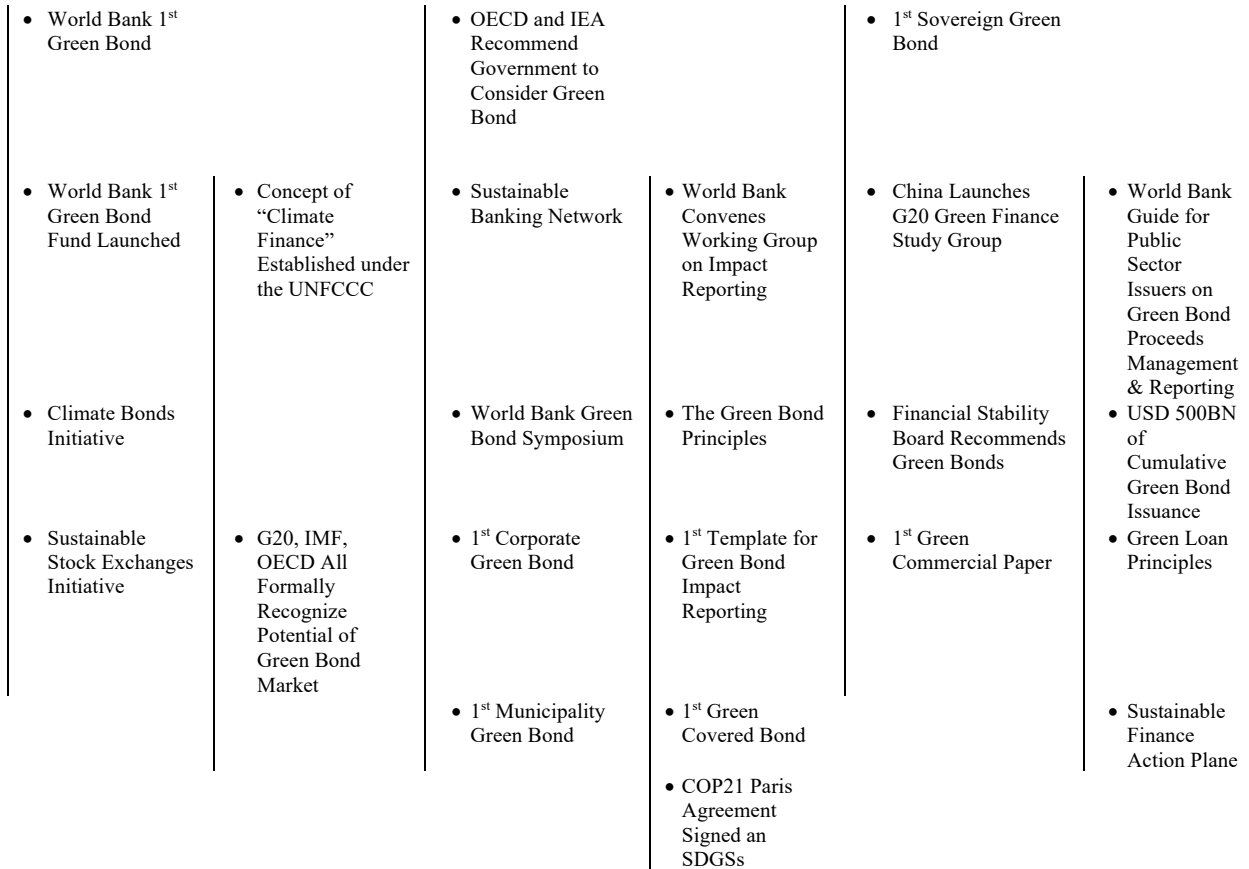 • World Bank 1st
Green Bond
• OECD and IEA
Recommend
Government to
Consider Green
Bond
• 1st Sovereign Green
Bond
• World Bank 1st
Green Bond
Fund Launched
• Concept of
“Climate
Finance”
Established under
the UNFCCC
• Sustainable
Banking Network
• World Bank
Convenes
Working Group
on Impact
Reporting
• China Launches
G20 Green Finance
Study Group
• World Bank
Guide for
Public
Sector
Issuers on
Green Bond
Proceeds
Management
& Reporting
• Climate Bonds
Initiative
• World Bank Green
Bond Symposium
• The Green Bond
Principles
• Financial Stability
Board Recommends
Green Bonds
• USD 500BN
of
Cumulative
Green Bond
Issuance
• Sustainable
Stock Exchanges
Initiative
• G20, IMF,
OECD All
Formally
Recognize
Potential of
Green Bond
Market
• 1st Corporate
Green Bond
• 1st Template for
Green Bond
Impact
Reporting
• 1st Green
Commercial Paper
• Green Loan
Principles
• 1st Municipality
Green Bond
• 1st Green
Covered Bond
• Sustainable
Finance
Action Plane
• COP21 Paris
Agreement
Signed an
SDGSs